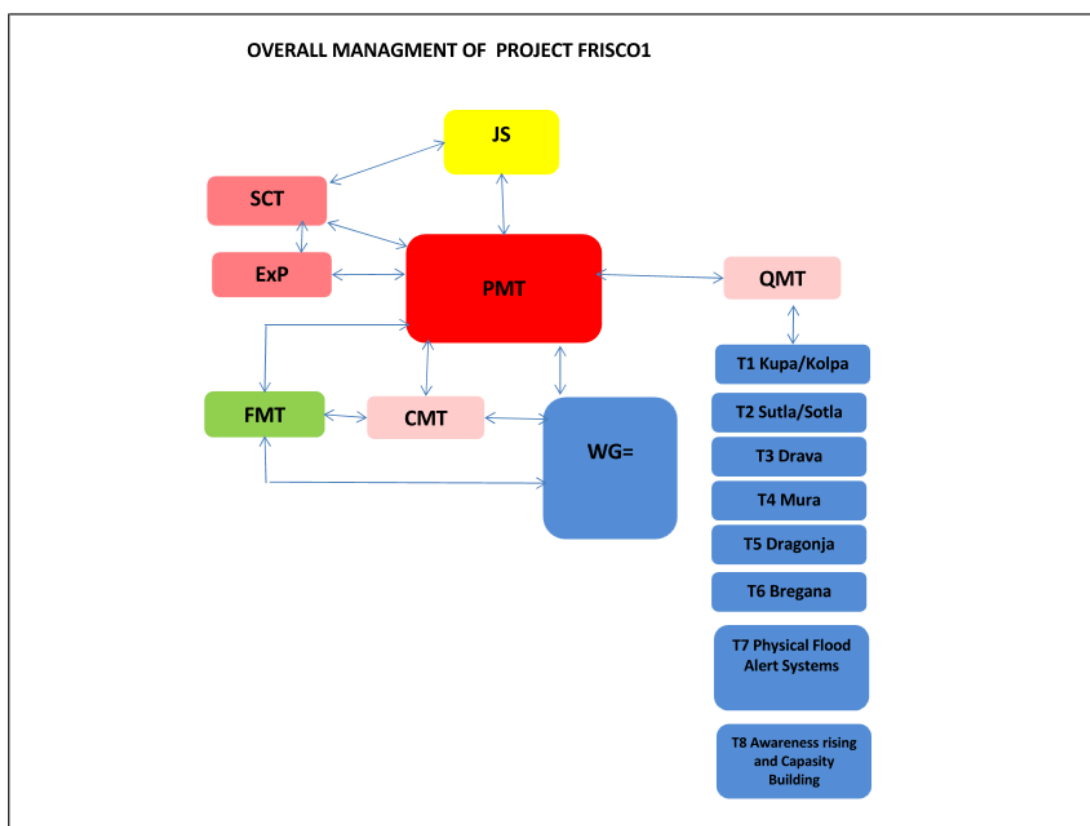 OVERALL MANAGMENT OF PROJECT FRISCO1
JS
SCT
ExP
PMT
QMT
FMT
CMT
WG=
T1 Kupa/Kolpa
T2 Sutla/Sotla
T3 Drava
T4 Mura
T5 Dragonja
T6 Bregana
T7 Physical Flood
Alert Systems
T8 Awareness rising
and Capasity
Building